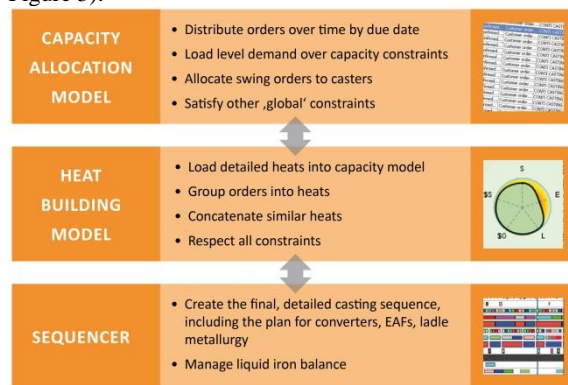 Figure 3).
CAPACITY
ALLOCATION
MODEL
• Distribute orders over time by due date
• Load level demand over capacity constraints
• Allocate swing orders to casters
• Satisfy other ‚global‘ constraints
HEAT
BUILDING
MODEL
• Load detailed heats into capacity model
• Group orders into heats
• Concatenate similar heats
• Respect all constraints
S
$S
E
$0
L
SEQUENCER
• Create the final, detailed casting sequence,
including the plan for converters, EAFs, ladle
metallurgy
• Manage liquid iron balance